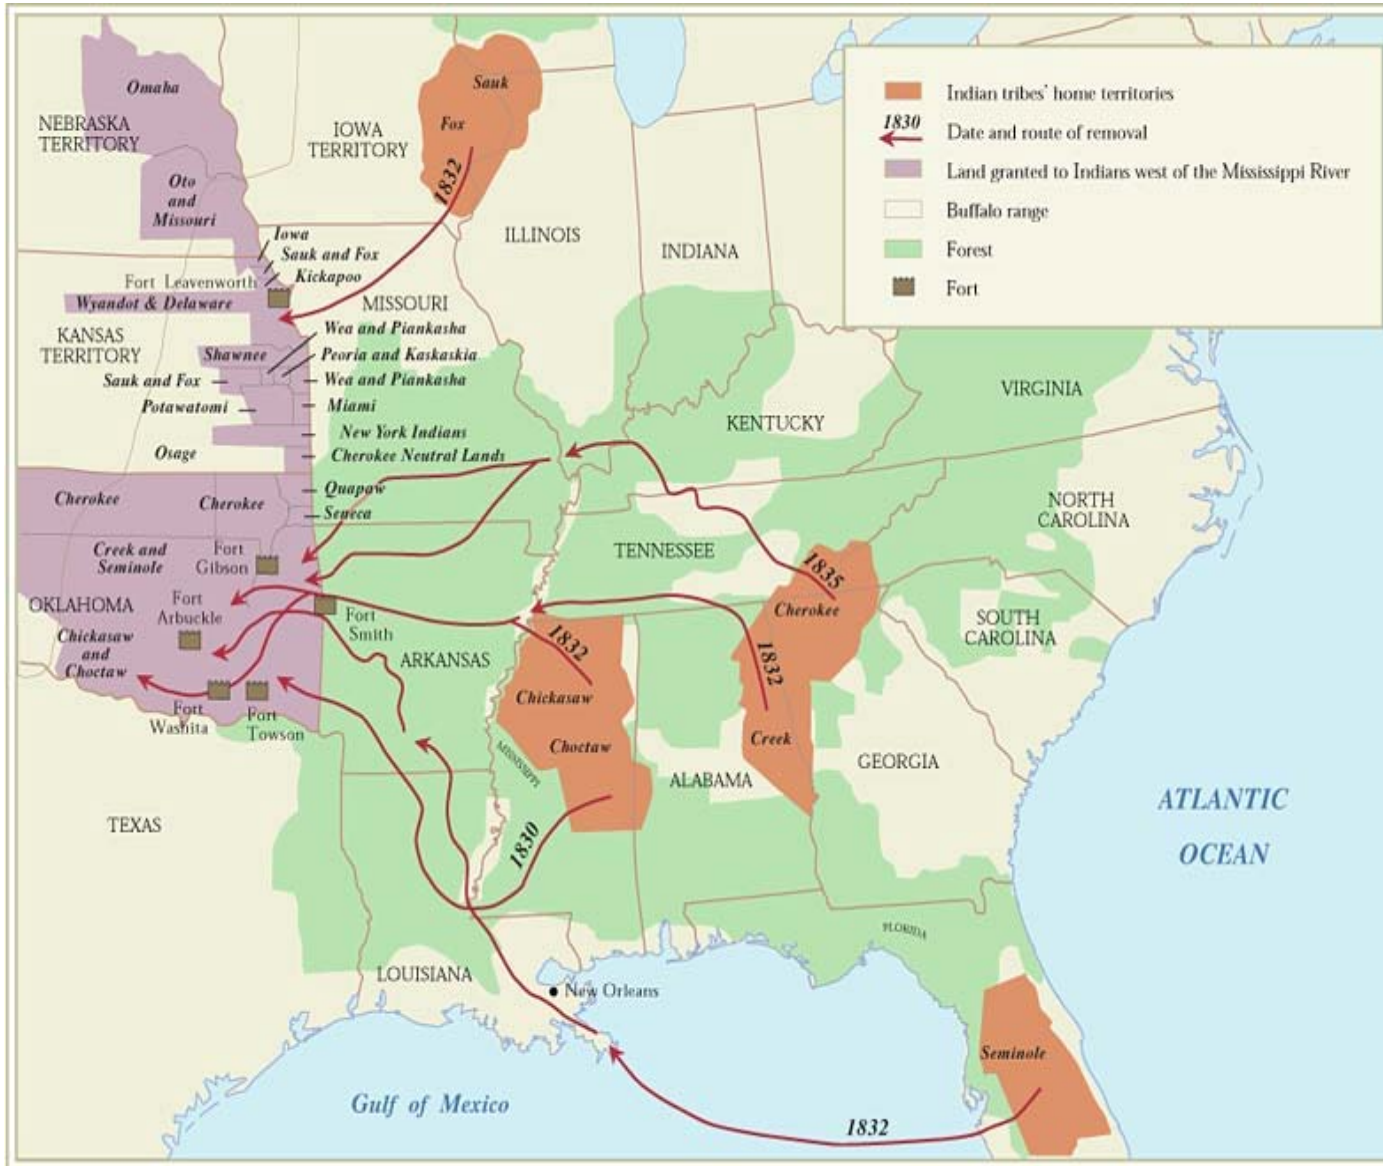 Indian tribes' home territories
1830
Date and route of removal
Land granted to Indians west of the Mississippi River
Buffalo range
Forest
Fort
Omaha
NEBRASKA
TERRITORY
Oto
and
Missouri
IOWA
TERRITORY
Sauk
Fox
1832
Iowa
Sauk and Fox
Kickapoo
Fort Leavenworth
Wyandot & Delaware
MISSOURI
ILLINOIS
INDIANA
KANSAS
TERRITORY
Shawnee
Wea and Piankasha
Peoria and Kaskaskia
Sauk and Fox
Wea and Piankasha
Potawatomi
Miami
New York Indians
Osage
Cherokee Neutral Lands
Cherokee
Cherokee
Quapaw
Seneca
Creek and
Seminole
Fort
Gibson
OKLAHOMA
Fort
Arbuckle
Fort
Smith
Chickasaw
and
Choctaw
Fort
Washita
Fort
Towson
ARKANSAS
KENTUCKY
VIRGINIA
TENNESSEE
NORTH
CAROLINA
SOUTH
CAROLINA
1835
Cherokee
1832
Creek
1832
Chickasaw
Choctaw
MISSISSIPPI
ALABAMA
GEORGIA
1830
TEXAS
LOUISIANA
New Orleans
FLORIDA
Seminole
1832
Gulf of Mexico
ATLANTIC
OCEAN